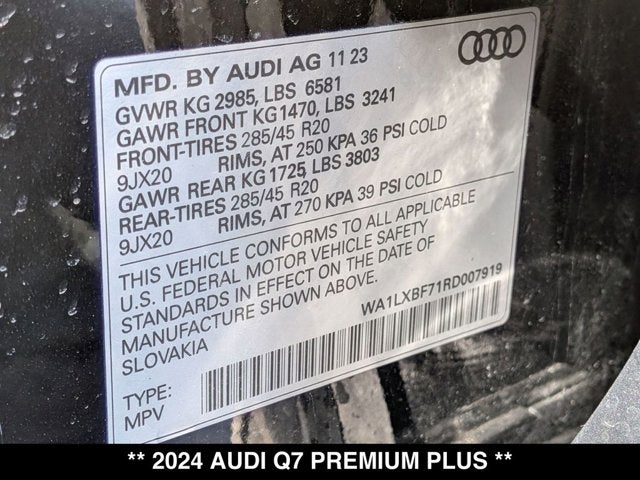 MFD. BY AUDI AG 11 23
GVWR KG 2985, LBS 6581
GAWR FRONT KG1470, LBS 3241
FRONT-TIRES 285/45 R20
9JX20 RIMS, AT 250 KPA 36 PSI COLD
GAWR REAR KG 1725, LBS 3803
REAR-TIRES 285/45 R20
9JX20 RIMS, AT 270 KPA 39 PSI COLD
THIS VEHICLE CONFORMS TO ALL APPLICABLE
U.S. FEDERAL MOTOR VEHICLE SAFETY
STANDARDS IN EFFECT ON THE DATE OF
MANUFACTURE SHOWN ABOVE.
SLOVAKIA
WA1LXBF71RD007919
TYPE:
MPV
** 2024 AUDI Q7 PREMIUM PLUS **